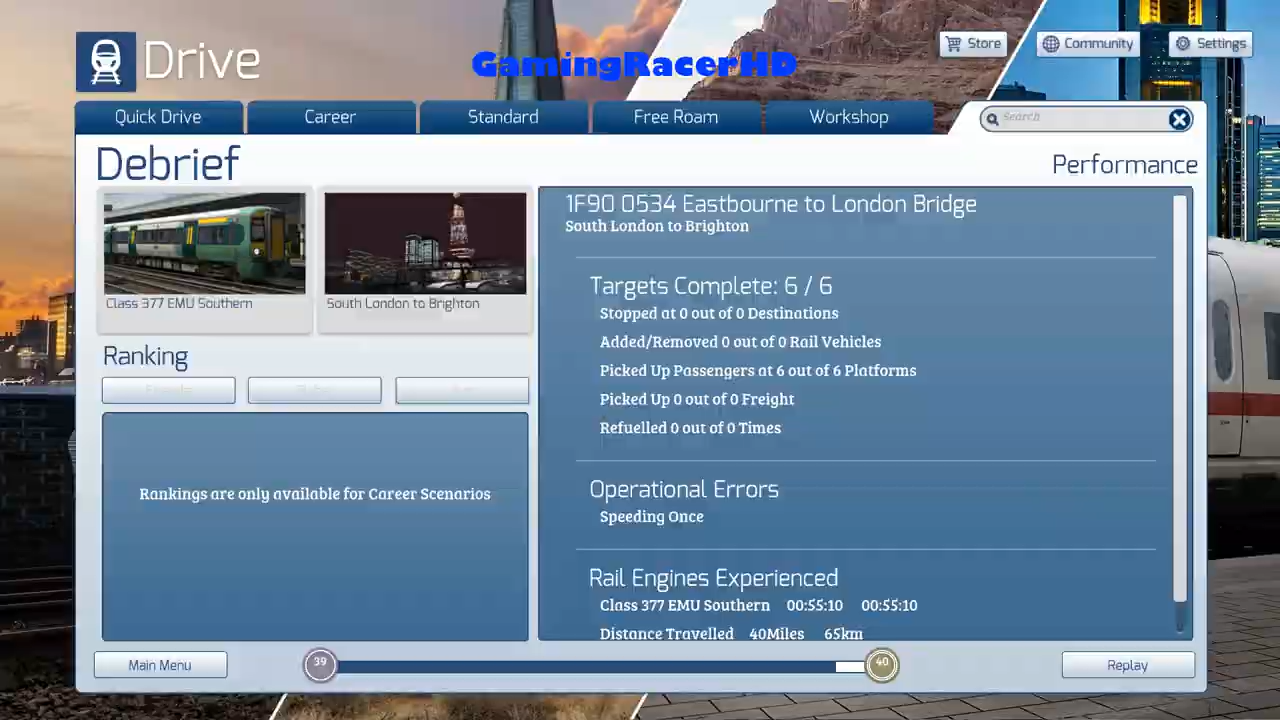 GamingRacerHD
Drive
Store
Community
Settings
Quick Drive
Career
Standard
Free Roam
Workshop
Search
Debrief
Performance
Class 377 EMU Southern
South London to Brighton
Ranking
Rankings are only available for Career Scenarios
1F90 0534 Eastbourne to London Bridge
South London to Brighton
Targets Complete: 6 / 6
Stopped at 0 out of 0 Destinations
Added/Removed 0 out of 0 Rail Vehicles
Picked Up Passengers at 6 out of 6 Platforms
Picked Up 0 out of 0 Freight
Refuelled 0 out of 0 Times
Operational Errors
Speeding Once
Rail Engines Experienced
Class 377 EMU Southern 00:55:10 00:55:10
Distance Travelled 40Miles 65km
Main Menu
39
40
Replay